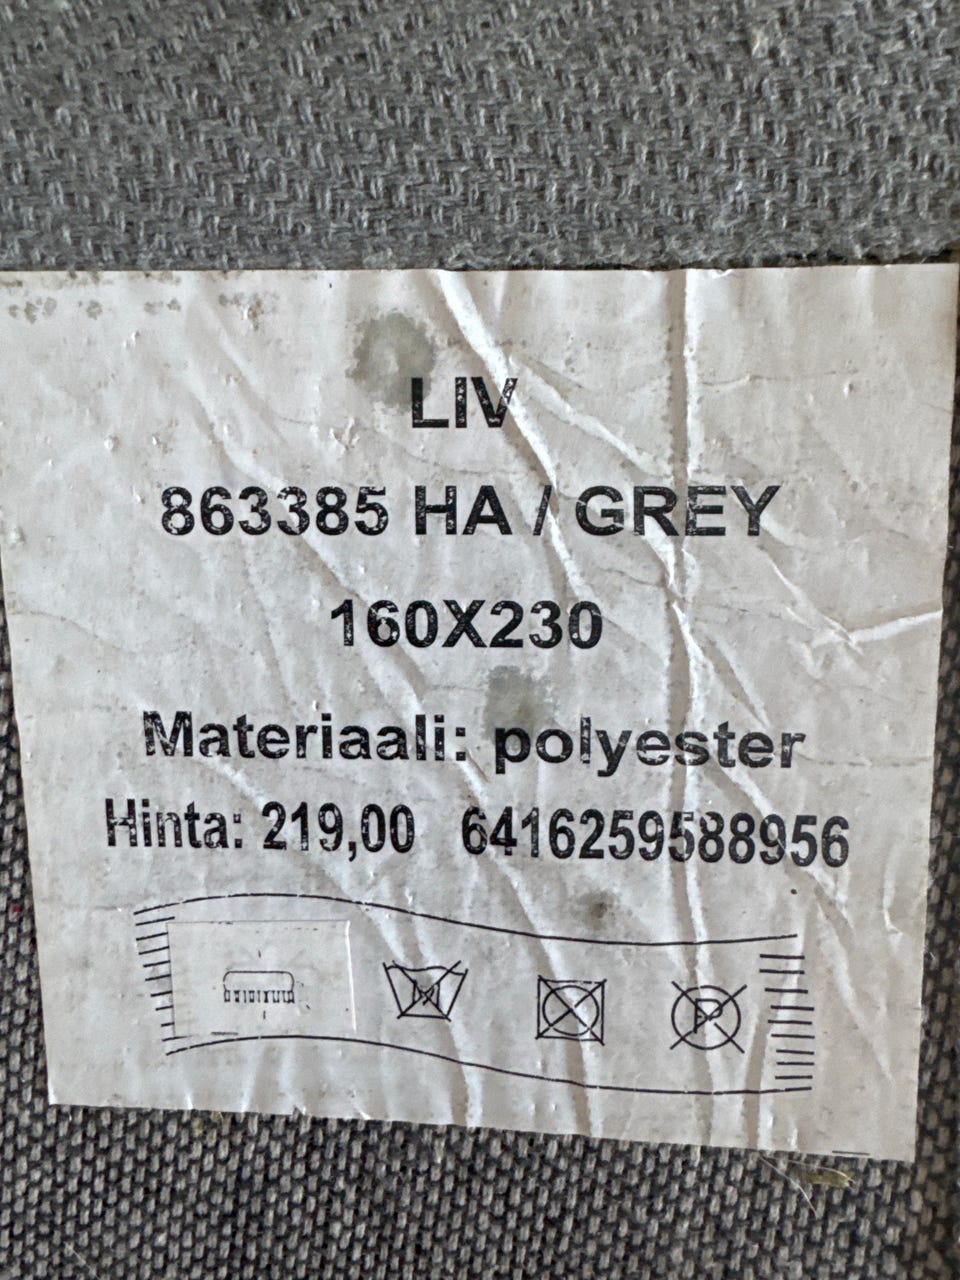 LIV
863385 HA / GREY
160X230
Materiaali: polyester
Hinta: 219,00 6416259588956
P